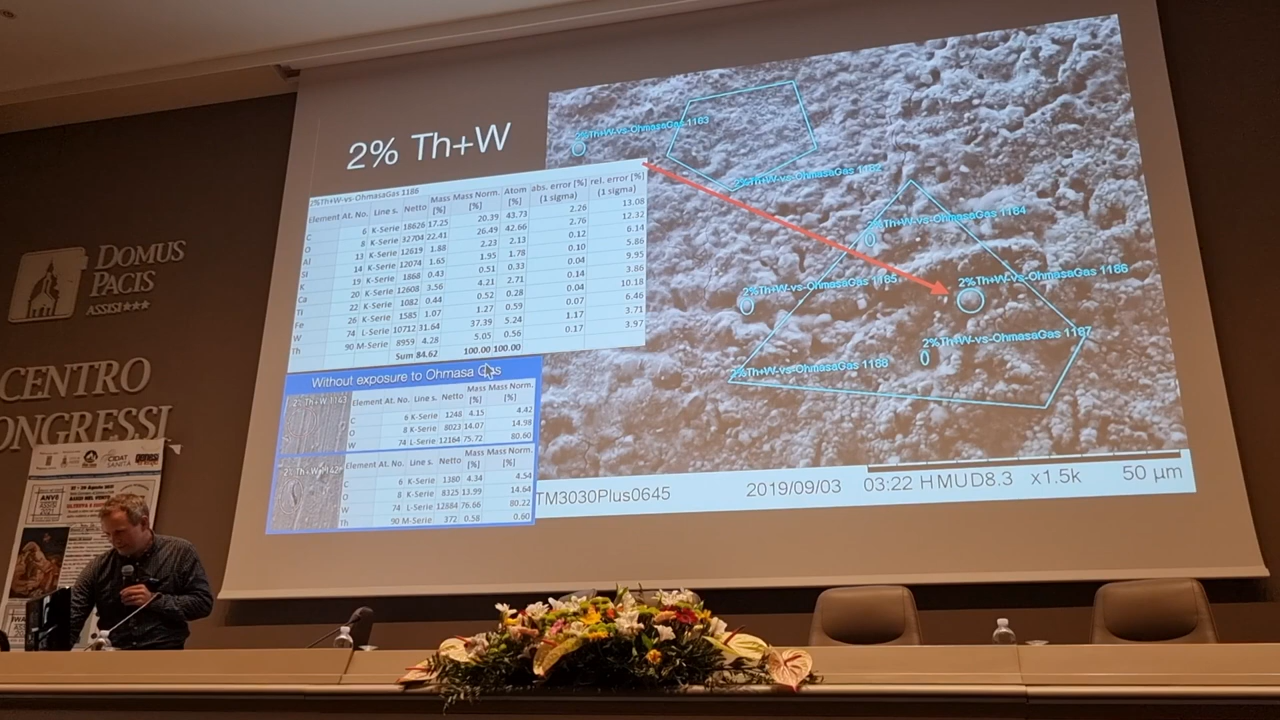 2% Th+W
2%Th+W-vs-OhmasaGas 1186
Element At. No. Line s. Netto Mass [%] Mass Norm. [%] Atom [%] abs. error [%] (1 sigma) rel. error [%] (1 sigma)
C 6 K-Serie 18626 17.25 20.39 43.73 2.26 13.08
O 8 K-Serie 32704 22.41 26.49 42.66 2.76 12.32
Al 13 K-Serie 12619 1.88 2.23 2.13 0.12 6.14
Si 14 K-Serie 12074 1.65 1.95 1.78 0.10 5.86
K 19 K-Serie 1868 0.43 0.51 0.33 0.04 9.95
Ca 20 K-Serie 12608 3.56 4.21 2.71 0.14 3.86
Ti 22 K-Serie 1082 0.44 0.52 0.28 0.04 10.18
Fe 26 K-Serie 1585 1.07 1.27 0.59 0.07 6.46
W 74 L-Serie 10712 31.64 37.39 5.24 1.17 3.71
Th 90 M-Serie 8959 4.28 5.05 0.56 0.17 3.97
Sum 84.62 100.00 100.00
Without exposure to Ohmasa Gas
2% Th+W 1143
Element At. No. Line s. Netto Mass [%] Mass Norm. [%]
C 6 K-Serie 1248 4.15 4.42
O 8 K-Serie 8023 14.07 14.98
W 74 L-Serie 12164 75.72 80.60
2% Th+W 1142
Element At. No. Line s. Netto Mass [%] Mass Norm. [%]
C 6 K-Serie 1380 4.34 4.54
O 8 K-Serie 8325 13.99 14.64
W 74 L-Serie 12884 76.66 80.22
Th 90 M-Serie 372 0.58 0.60
2%Th+W-vs-OhmasaGas 1163
2%Th+W-vs-OhmasaGas 1182
2%Th+W-vs-OhmasaGas 1184
2%Th+W-vs-OhmasaGas 1185
2%Th+W-vs-OhmasaGas 1186
2%Th+W-vs-OhmasaGas 1187
2%Th+W-vs-OhmasaGas 1188
TM3030Plus0645 2019/09/03 03:22 HMUD8.3 x1.5k 50 µm
DOMUS
PACIS
ASSISI★★★
CENTRO
ONGRESSI
CIDAT
SANITÀ